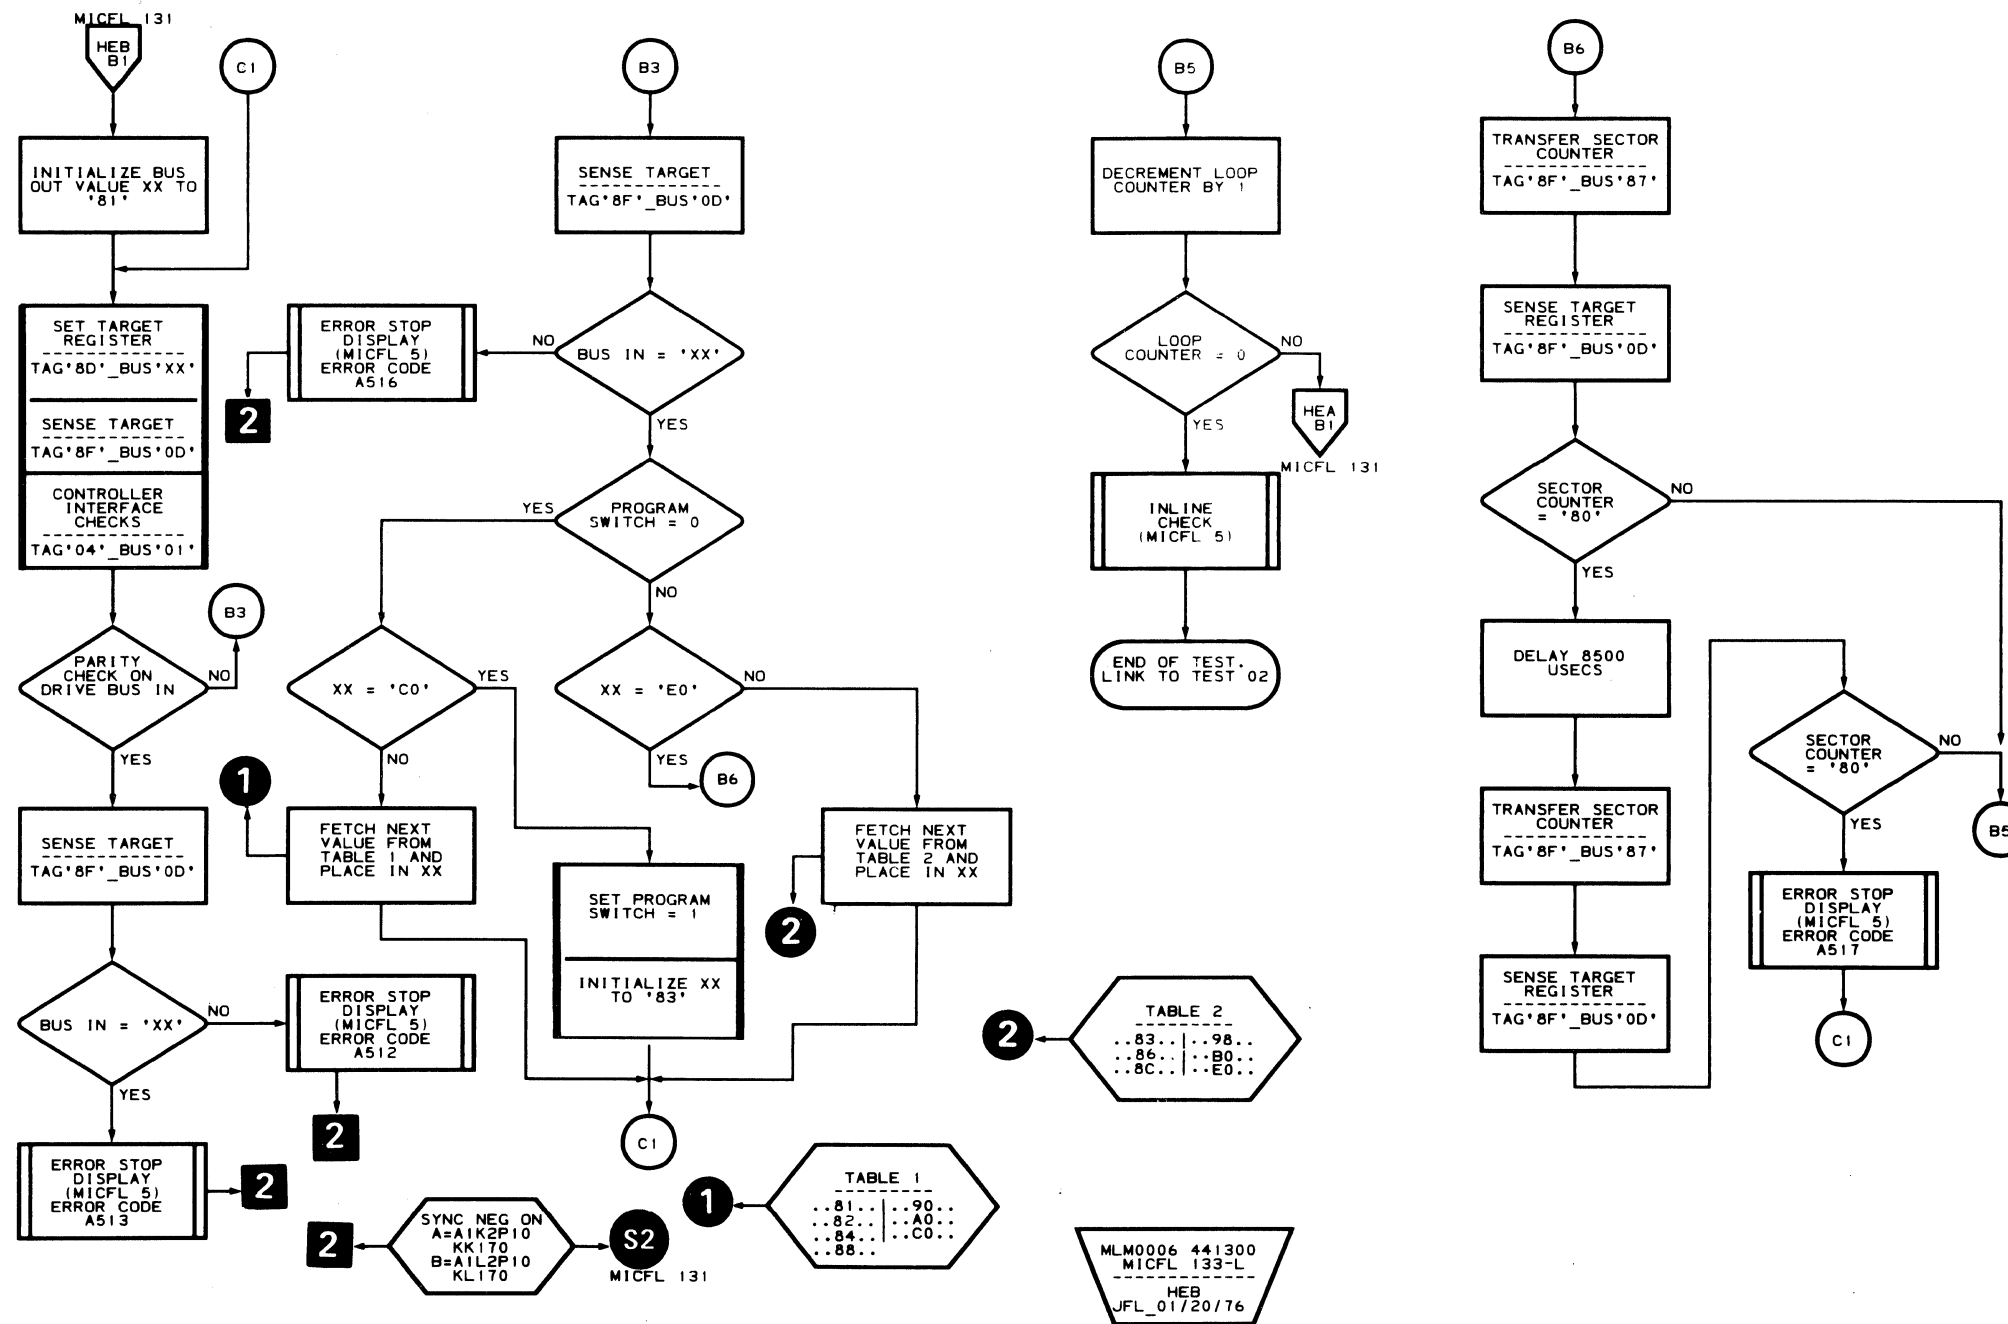 MICFL 131
HEB
B1
C1
INITIALIZE BUS
OUT VALUE XX TO
'81'
SET TARGET
REGISTER
TAG'8D'_BUS'XX'
SENSE TARGET
TAG'8F'_BUS'0D'
CONTROLLER
INTERFACE
CHECKS
TAG'04'_BUS'01'
B3
PARITY
CHECK ON
DRIVE BUS IN
NO
YES
SENSE TARGET
TAG'8F'_BUS'0D'
BUS IN = 'XX'
NO
YES
ERROR STOP
DISPLAY
(MICFL 5)
ERROR CODE
A512
2
ERROR STOP
DISPLAY
(MICFL 5)
ERROR CODE
A513
2
B3
SENSE TARGET
TAG'8F'_BUS'0D'
BUS IN = 'XX'
NO
YES
ERROR STOP
DISPLAY
(MICFL 5)
ERROR CODE
A516
2
PROGRAM
SWITCH = 0
YES
NO
XX = 'C0'
YES
NO
1
FETCH NEXT
VALUE FROM
TABLE 1 AND
PLACE IN XX
XX = 'E0'
NO
YES
B6
SET PROGRAM
SWITCH = 1
INITIALIZE XX
TO '83'
FETCH NEXT
VALUE FROM
TABLE 2 AND
PLACE IN XX
2
C1
2
SYNC NEG ON
A=A1K2P10
KK170
B=A1L2P10
KL170
S2
MICFL 131
1
TABLE 1
..81..|..90..
..82..|..A0..
..84..|..C0..
..88..
2
TABLE 2
..83..|..98..
..86..|..B0..
..8C..|..E0..
B5
DECREMENT LOOP
COUNTER BY 1
LOOP
COUNTER = 0
NO
YES
HEA
B1
MICFL 131
INLINE
CHECK
(MICFL 5)
END OF TEST.
LINK TO TEST 02
B6
TRANSFER SECTOR
COUNTER
TAG'8F'_BUS'87'
SENSE TARGET
REGISTER
TAG'8F'_BUS'0D'
SECTOR
COUNTER
= '80'
NO
YES
DELAY 8500
USECS
TRANSFER SECTOR
COUNTER
TAG'8F'_BUS'87'
SENSE TARGET
REGISTER
TAG'8F'_BUS'0D'
SECTOR
COUNTER
= '80'
NO
YES
B5
ERROR STOP
DISPLAY
(MICFL 5)
ERROR CODE
A517
C1
MLM0006 441300
MICFL 133-L
HEB
JFL_01/20/76